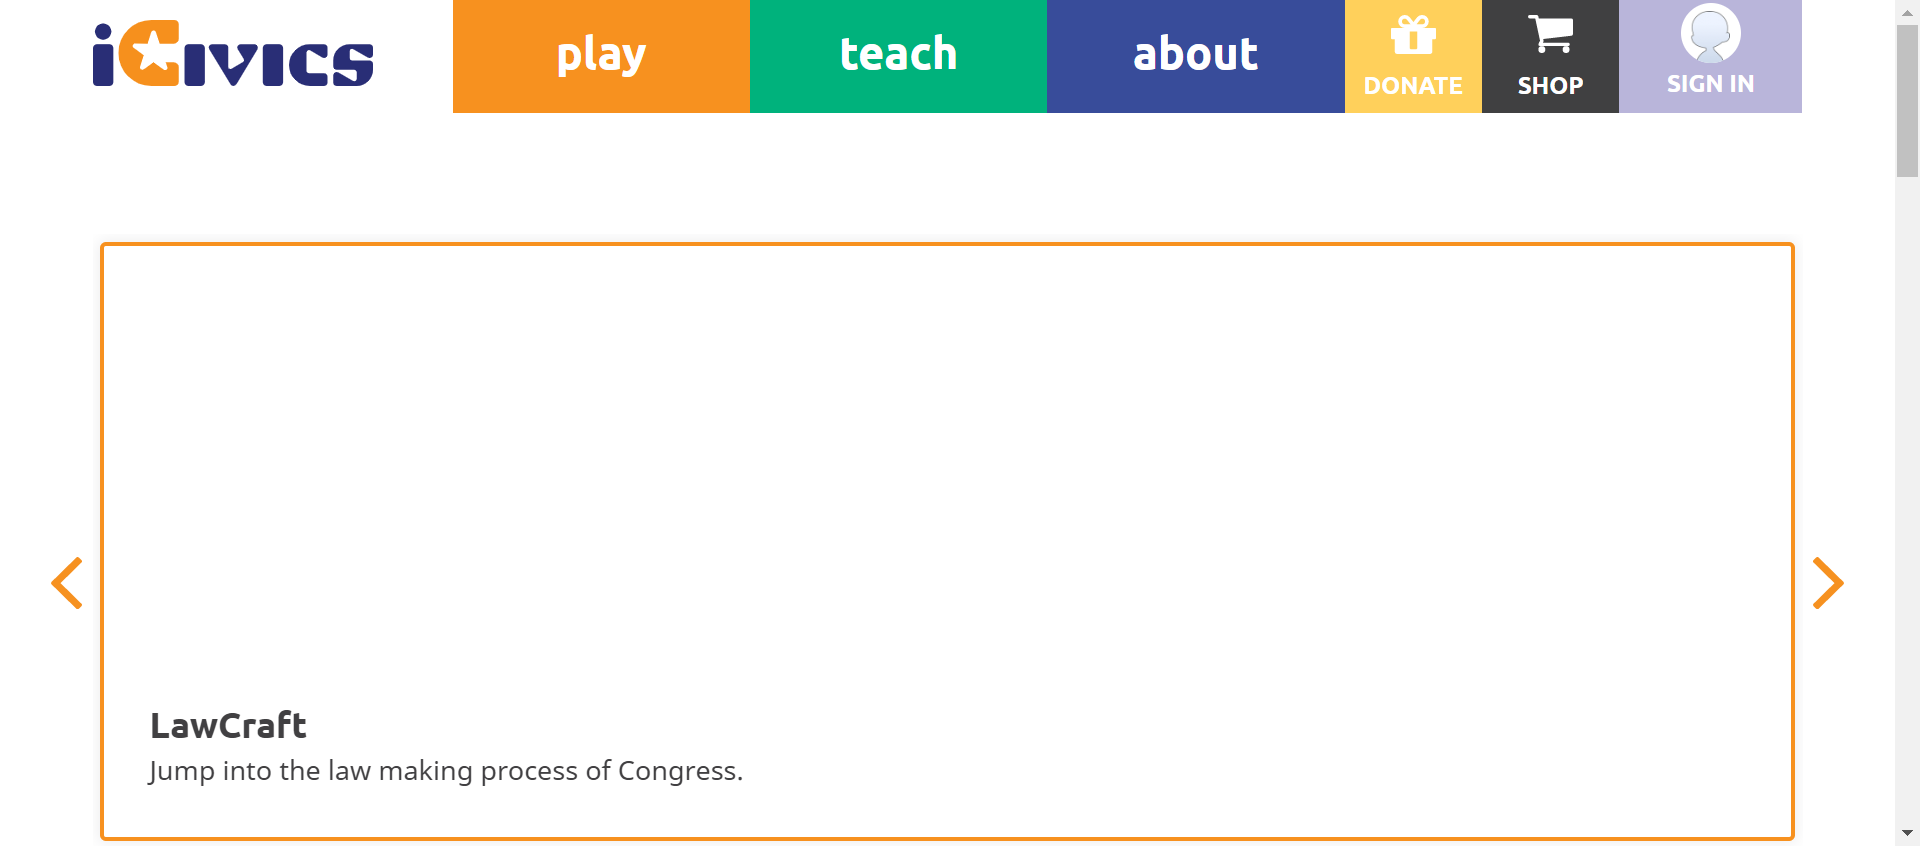 iCivics
play
teach
about
DONATE
SHOP
SIGN IN
LawCraft
Jump into the law making process of Congress.